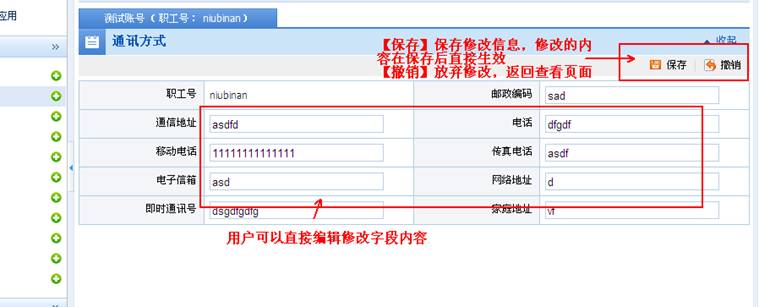 应用
测试账号（职工号： niubinan）
通讯方式
收起
【保存】保存修改信息，修改的内
容在保存后直接生效
【撤销】放弃修改，返回查看页面
保存 撤销
职工号 niubinan 邮政编码 sad
通信地址 asdfd 电话 dfgdf
移动电话 11111111111111 传真电话 asdf
电子信箱 asd 网络地址 d
即时通讯号 dsgdfgdfg 家庭地址 vf
用户可以直接编辑修改字段内容